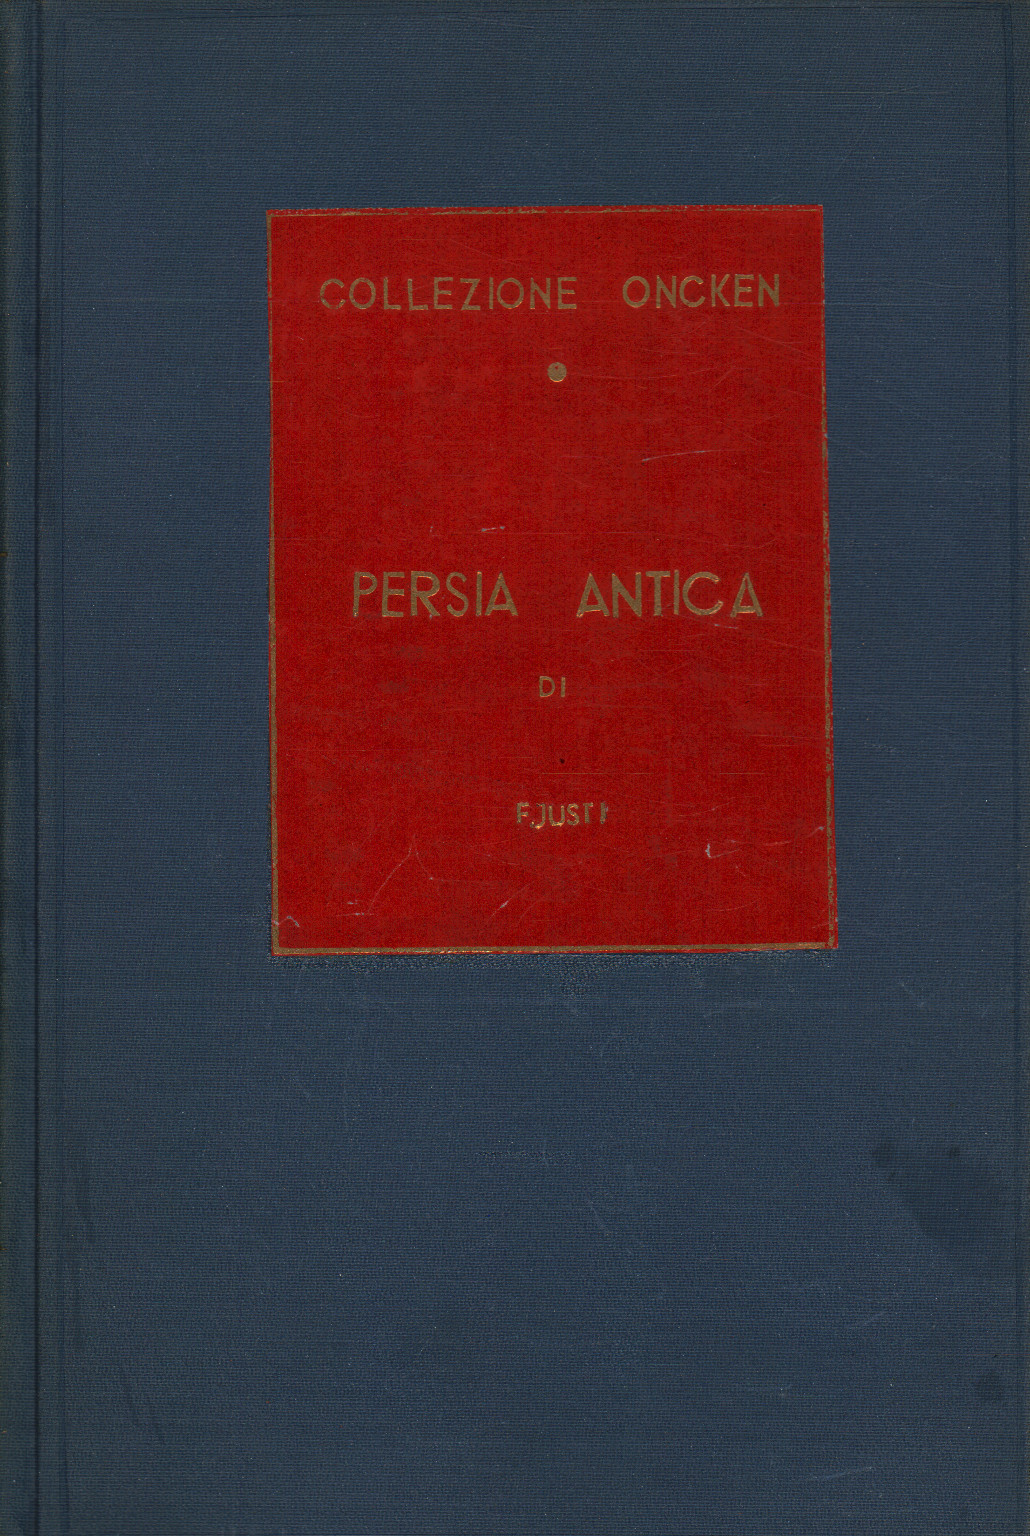 COLLEZIONE ONCKEN
PERSIA ANTICA
DI
F. JUSTI